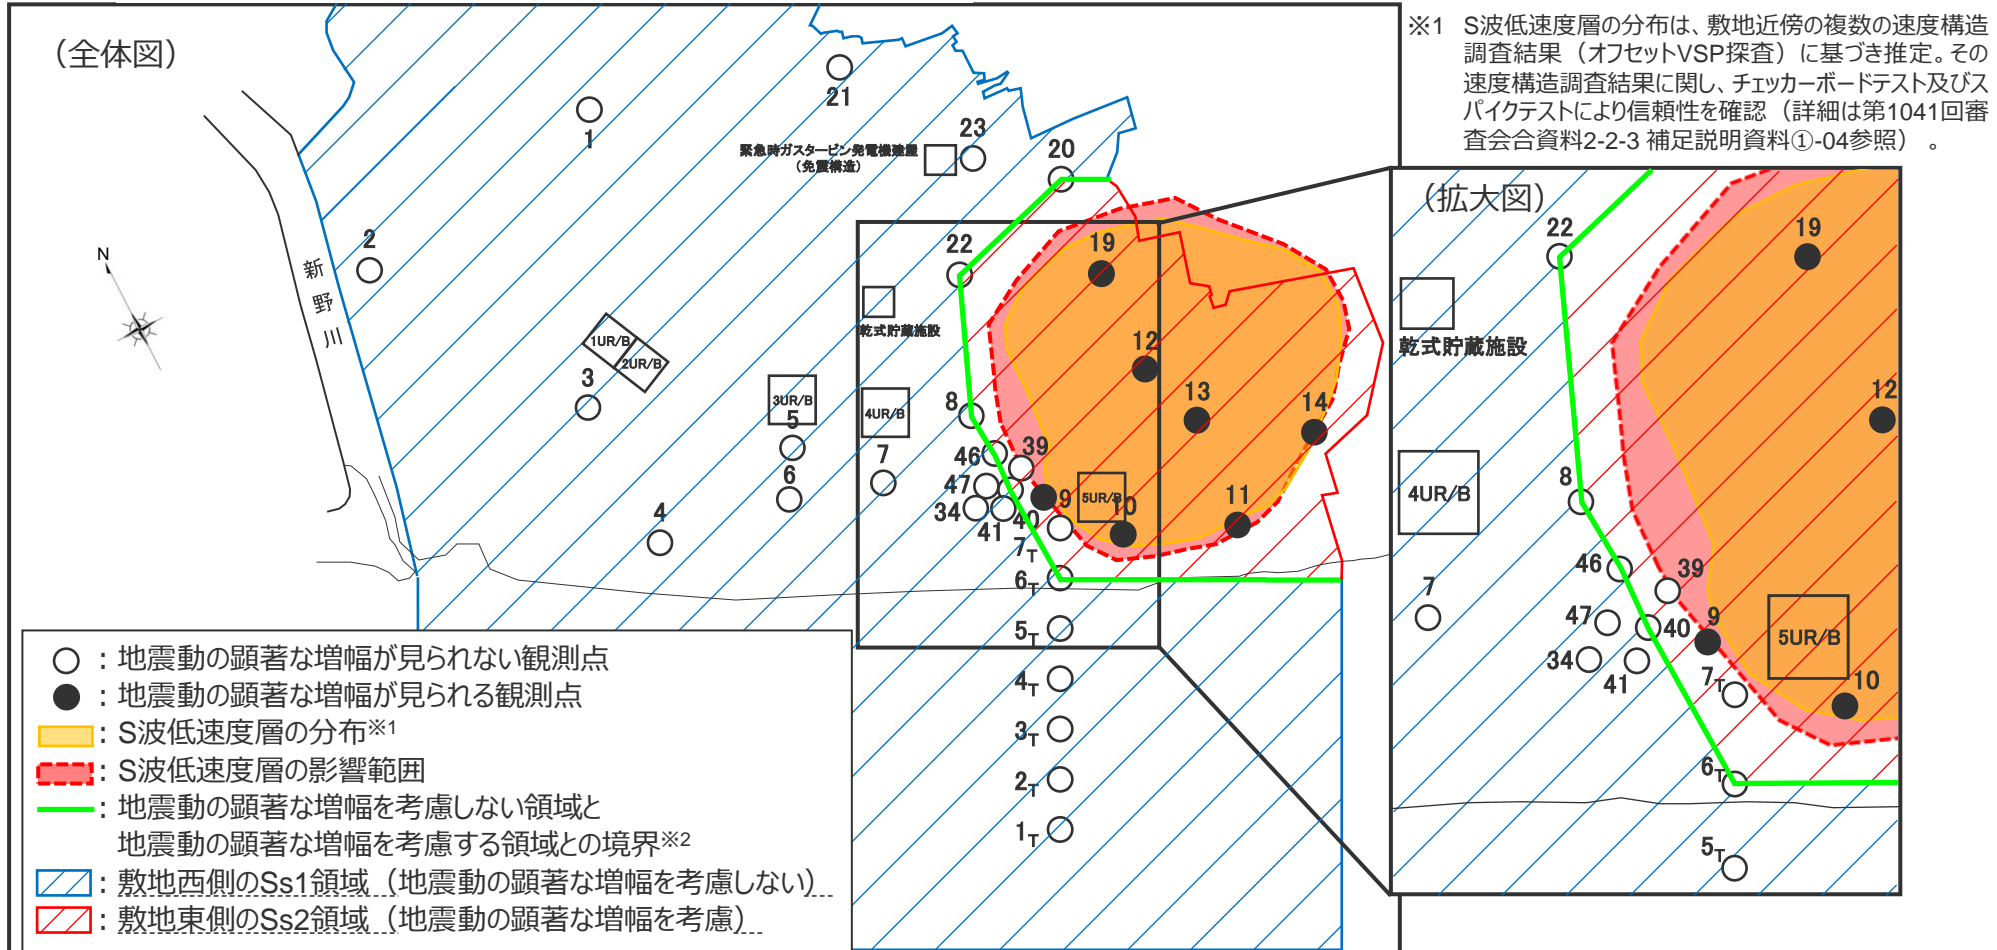 （全体図）
※1 S波低速度層の分布は、敷地近傍の複数の速度構造
調査結果（オフセットVSP探査）に基づき推定。その
速度構造調査結果に関し、チェッカーボードテスト及びス
パイクテストにより信頼性を確認（詳細は第1041回審
査会合資料2-2-3 補足説明資料①-04参照）。
21
1
23
緊急時ガスタービン発電機建屋
（免震構造）
20
2
N
新野川
22
19
乾式貯蔵施設
1UR/B
2UR/B
12
3
3UR/B
5
4UR/B
8
13
14
6
7
46
39
47
34
41
40
9
5UR/B
10
11
4
7T
6T
5T
4T
3T
2T
1T
（拡大図）
22
19
乾式貯蔵施設
12
4UR/B
8
46
39
7
47
40
9
5UR/B
34
41
7T
10
6T
5T
○：地震動の顕著な増幅が見られない観測点
●：地震動の顕著な増幅が見られる観測点
：S波低速度層の分布※1
：S波低速度層の影響範囲
：地震動の顕著な増幅を考慮しない領域と
地震動の顕著な増幅を考慮する領域との境界※2
：敷地西側のSs1領域（地震動の顕著な増幅を考慮しない）
：敷地東側のSs2領域（地震動の顕著な増幅を考慮）